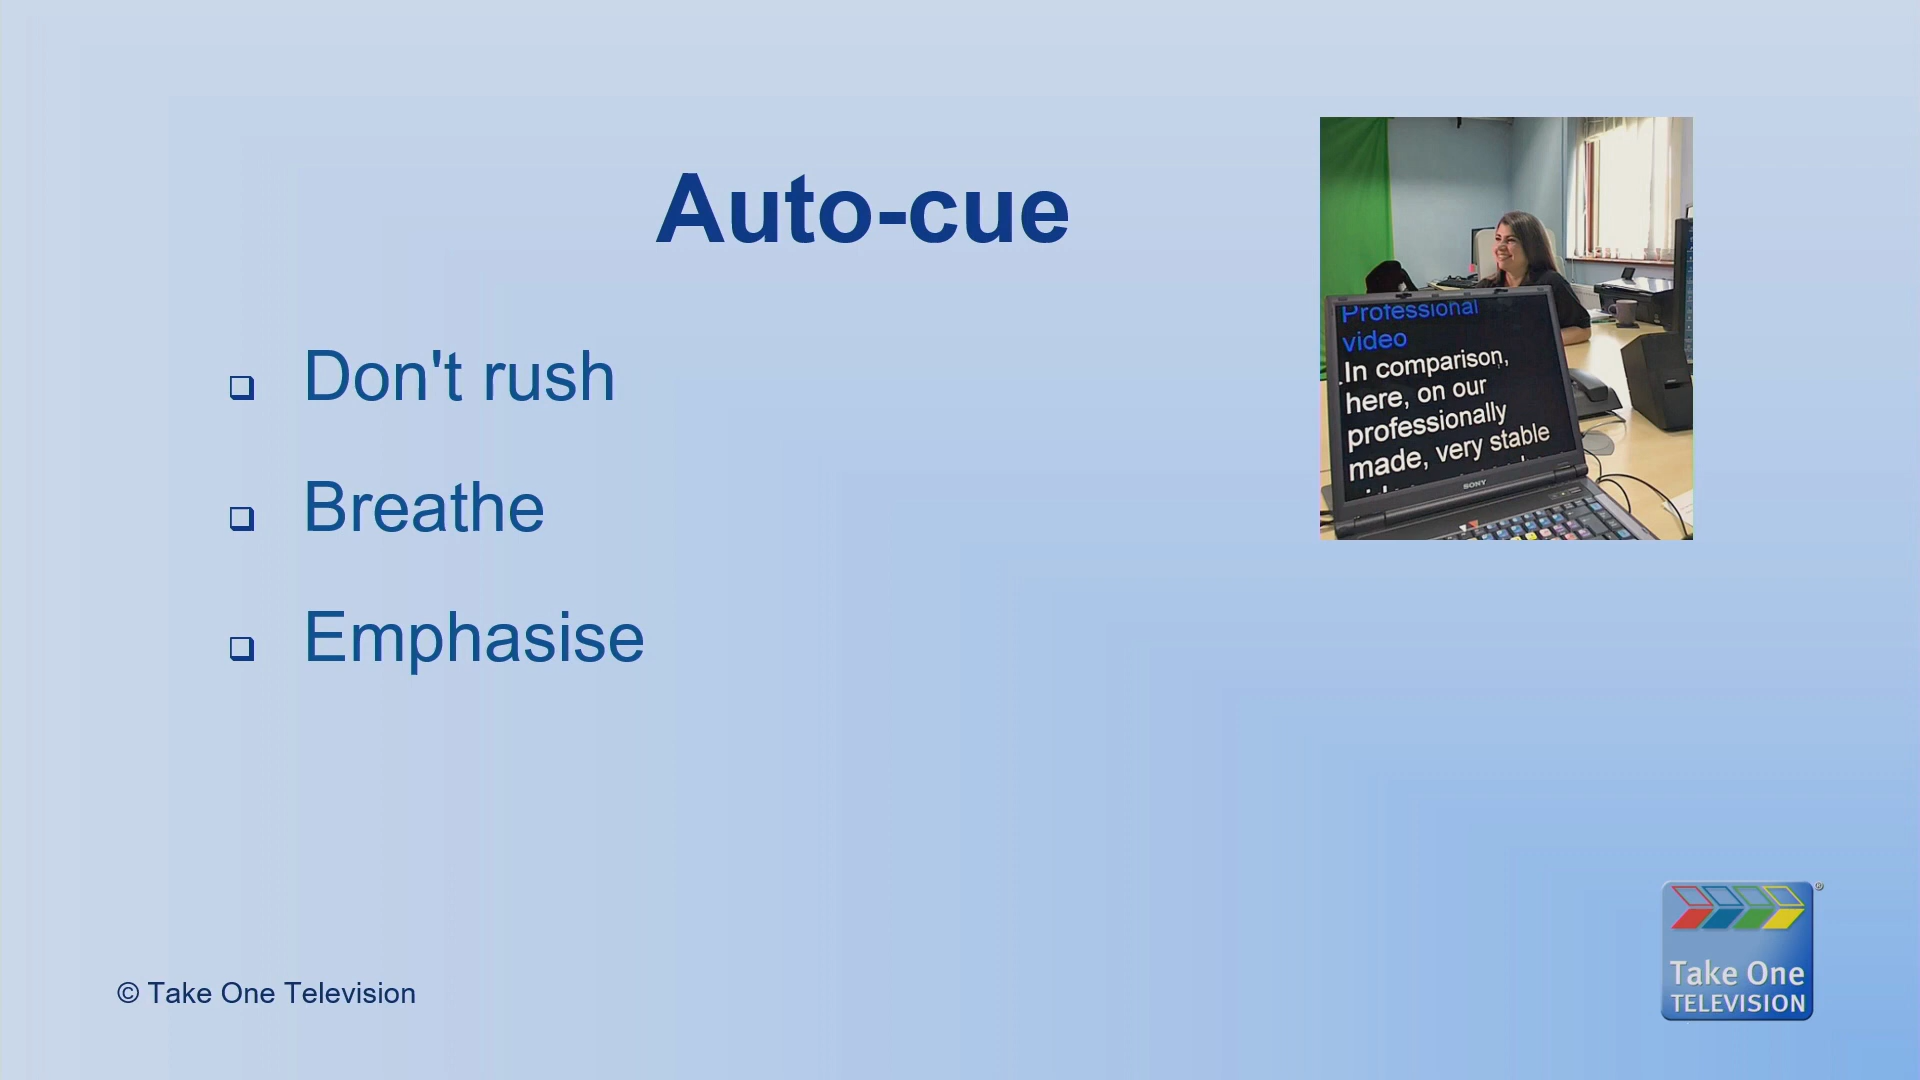 Auto-cue
Don't rush
Breathe
Emphasise
Professional
video
In comparison,
here, on our
professionally
made, very stable
SONY
© Take One Television
Take One
TELEVISION
®